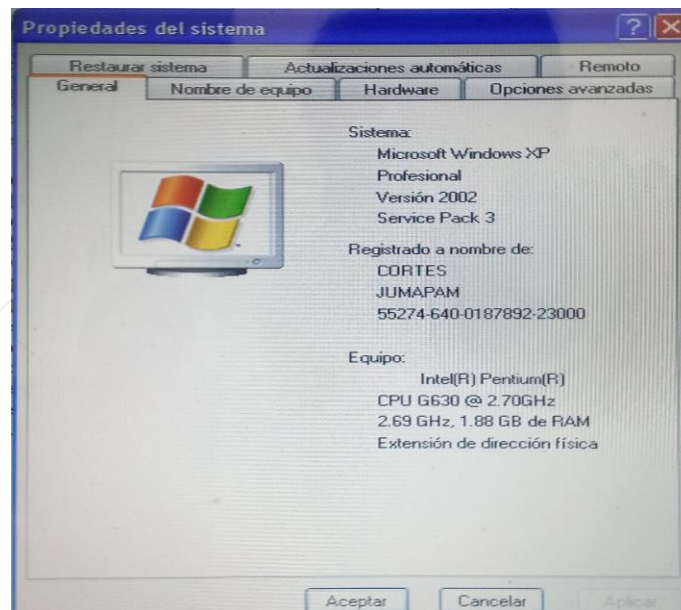 Propiedades del sistema
Restaurar sistema Actualizaciones automáticas Remoto
General Nombre de equipo Hardware Opciones avanzadas
Sistema:
Microsoft Windows XP
Profesional
Versión 2002
Service Pack 3
Registrado a nombre de:
CORTES
JUMAPAM
55274-640-0187892-23000
Equipo:
Intel(R) Pentium(R)
CPU G630 @ 2.70GHz
2.69 GHz, 1.88 GB de RAM
Extensión de dirección física
Aceptar Cancelar Aplicar